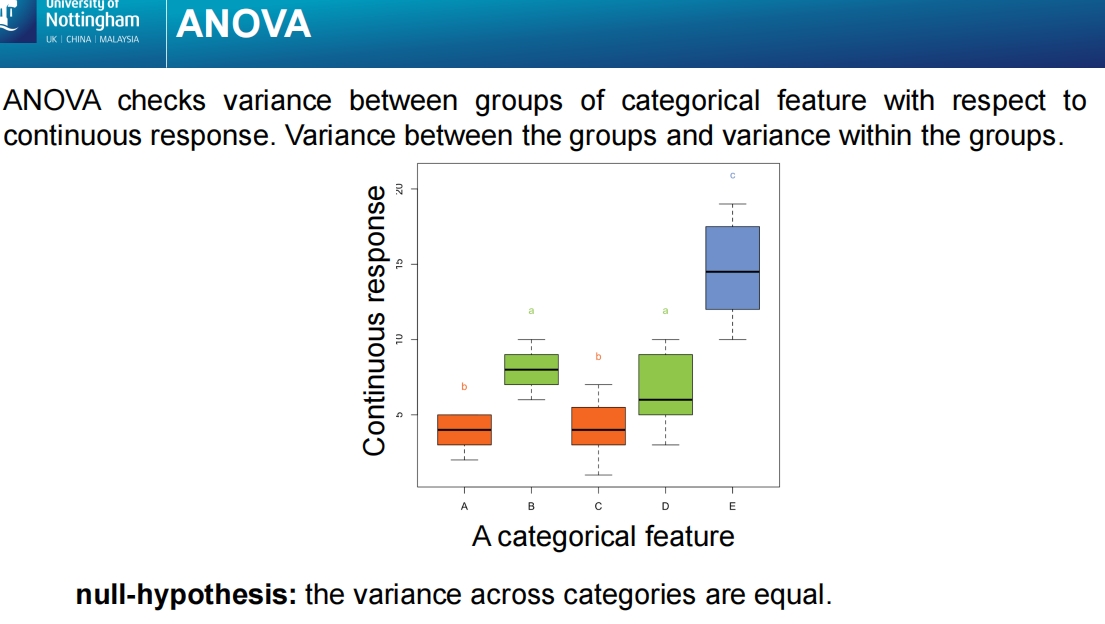 University of
Nottingham
UK | CHINA | MALAYSIA
ANOVA
ANOVA checks variance between groups of categorical feature with respect to
continuous response. Variance between the groups and variance within the groups.
Continuous response
20
15
10
5
c
a
a
b
b
A B C D E
A categorical feature
null-hypothesis: the variance across categories are equal.